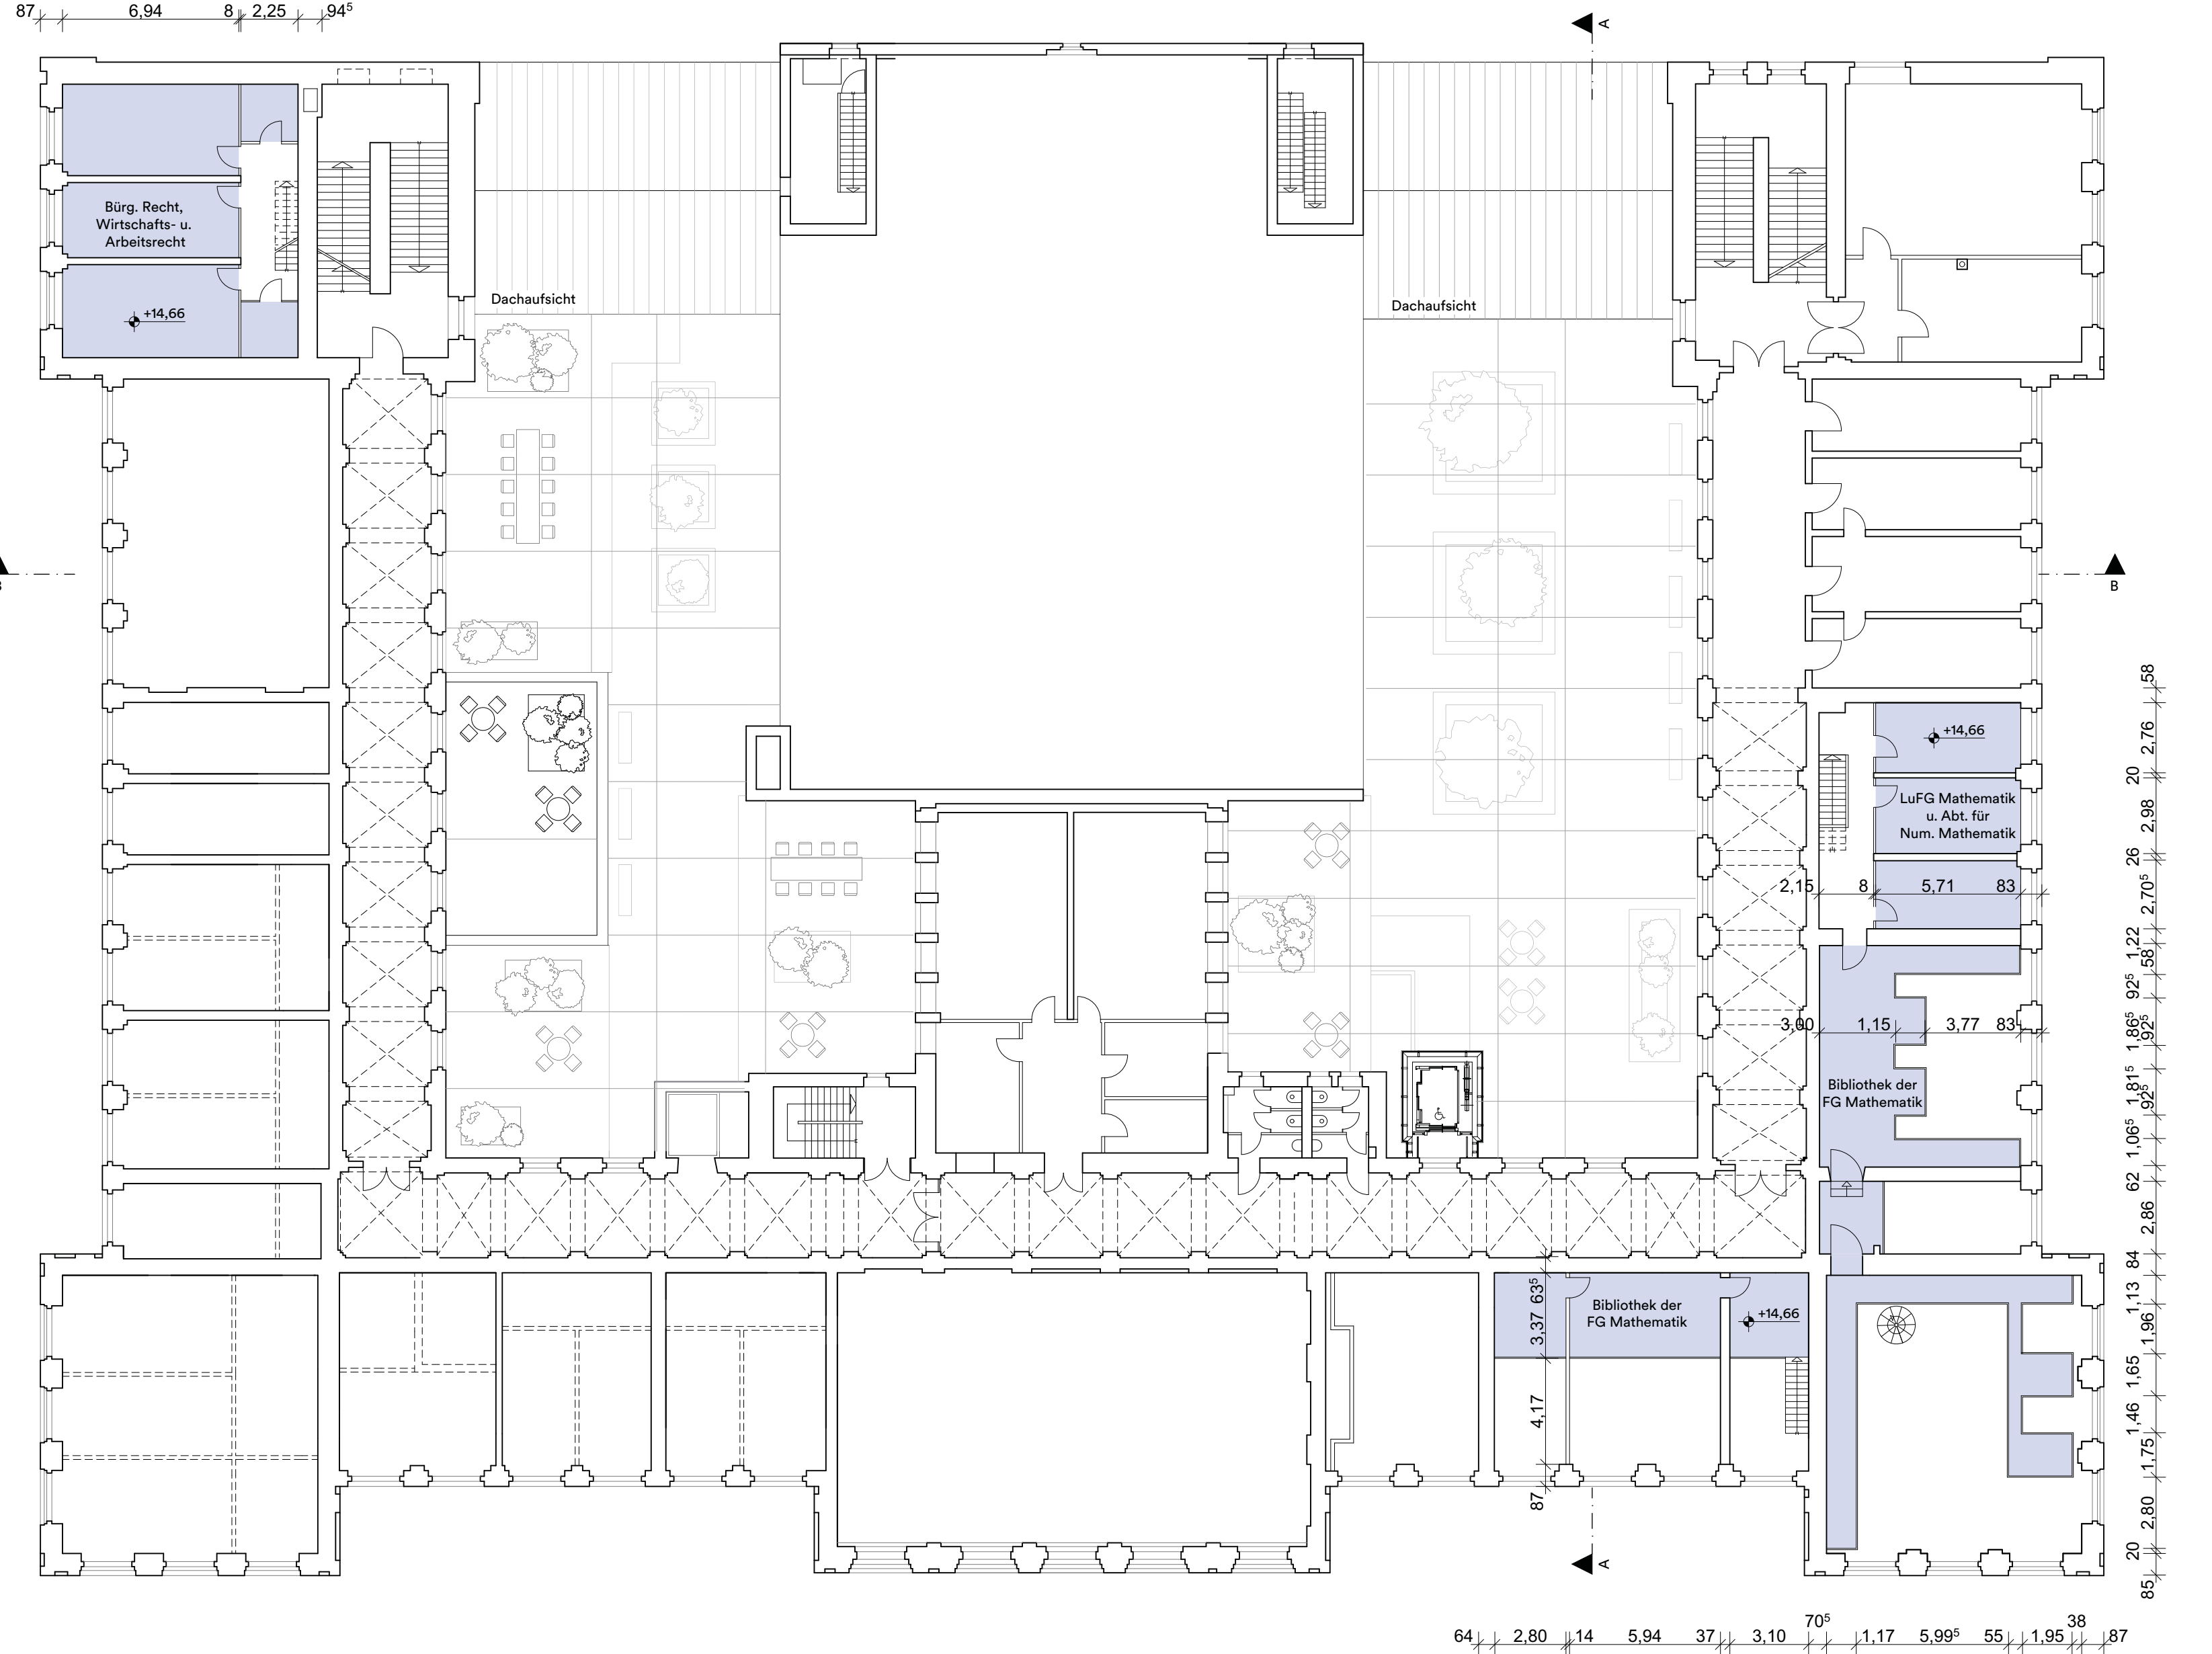 87 6,94 8 2,25 94⁵
A
Bürg. Recht,
Wirtschafts- u.
Arbeitsrecht
+14,66
Dachaufsicht
Dachaufsicht
B
58
2,76
20
2,98
26
2,70⁵
1,22
58
92⁵
1,86⁵
92⁵
1,81⁵
92⁵
1,06⁵
62
2,86
84
1,13
1,96
1,65
1,46
1,75
2,80
20
85
+14,66
LuFG Mathematik
u. Abt. für
Num. Mathematik
2,15 8 5,71 83
3,00 1,15 3,77 83
Bibliothek der
FG Mathematik
63⁵
3,37
4,17
87
Bibliothek der
FG Mathematik
+14,66
A
64 2,80 14 5,94 37 3,10 70⁵ 1,17 5,99⁵ 55 1,95 38 87